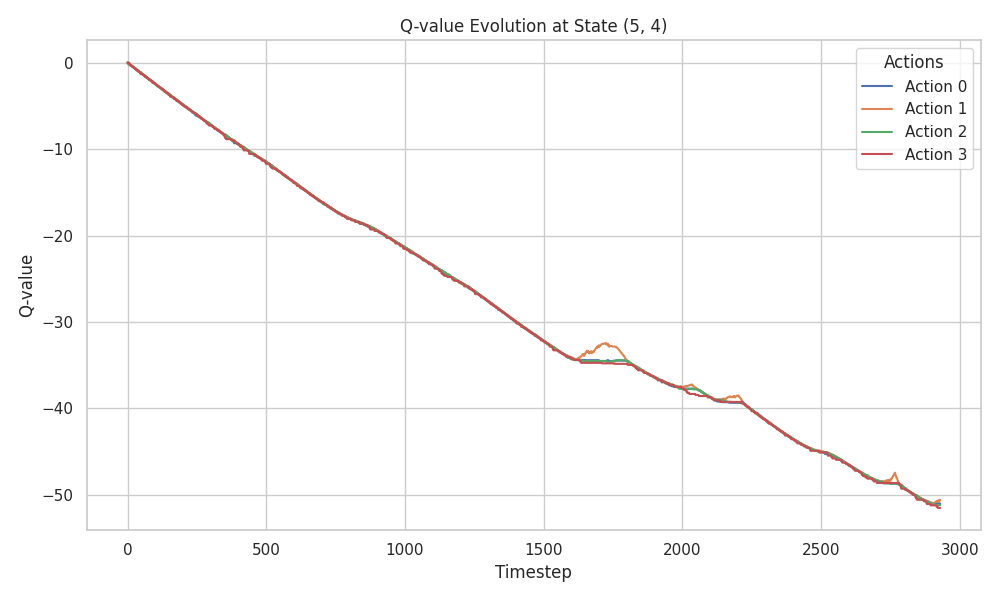 Q-value Evolution at State (5, 4)
Q-value
0
−10
−20
−30
−40
−50
Actions
Action 0
Action 1
Action 2
Action 3
0
500
1000
1500
2000
2500
3000
Timestep